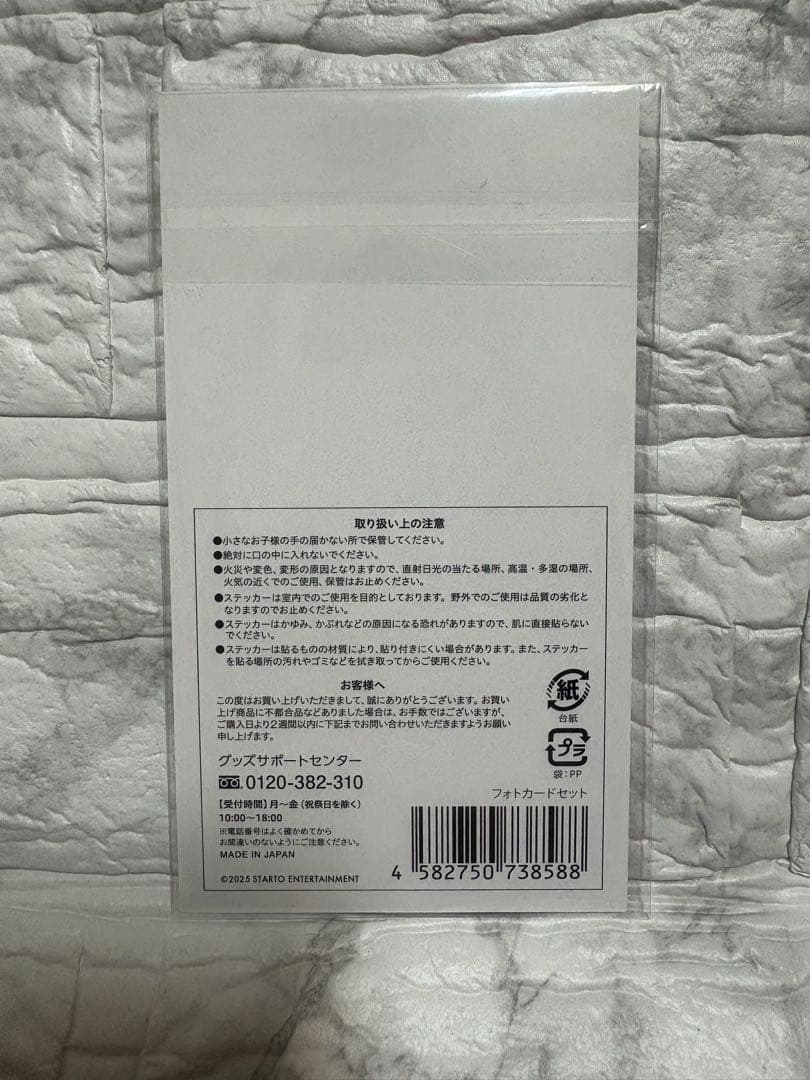 取り扱い上の注意
●小さなお子様の手の届かない所で保管してください。
●絶対に口の中に入れないでください。
●火災や変色、変形の原因となりますので、直射日光の当たる場所、高温・多湿の場所、
火気の近くでのご使用、保管はお止めください。
●ステッカーは室内でのご使用を目的としております。野外でのご使用は品質の劣化と
なりますのでお止めください。
●ステッカーはかゆみ、かぶれなどの原因になる恐れがありますので、肌に直接貼らない
でください。
●ステッカーは貼るものの材質により、貼り付きにくい場合があります。また、ステッカー
を貼る場所の汚れやゴミなどを拭き取ってからご使用ください。
お客様へ
この度はお買い上げいただきまして、誠にありがとうございます。お買い
上げ商品に不都合品などありました場合は、お手数ではございますが、
ご購入日より2週間以内に下記までお問い合わせいただきますようお願い
申し上げます。
グッズサポートセンター
0120-382-310
【受付時間】月〜金（祝祭日を除く）
10:00〜18:00
※電話番号はよく確かめてから
お間違いのないようにご注意ください。
MADE IN JAPAN
©2025 STARTO ENTERTAINMENT
紙
台紙
プラ
袋：PP
フォトカードセット
4 582750 738588